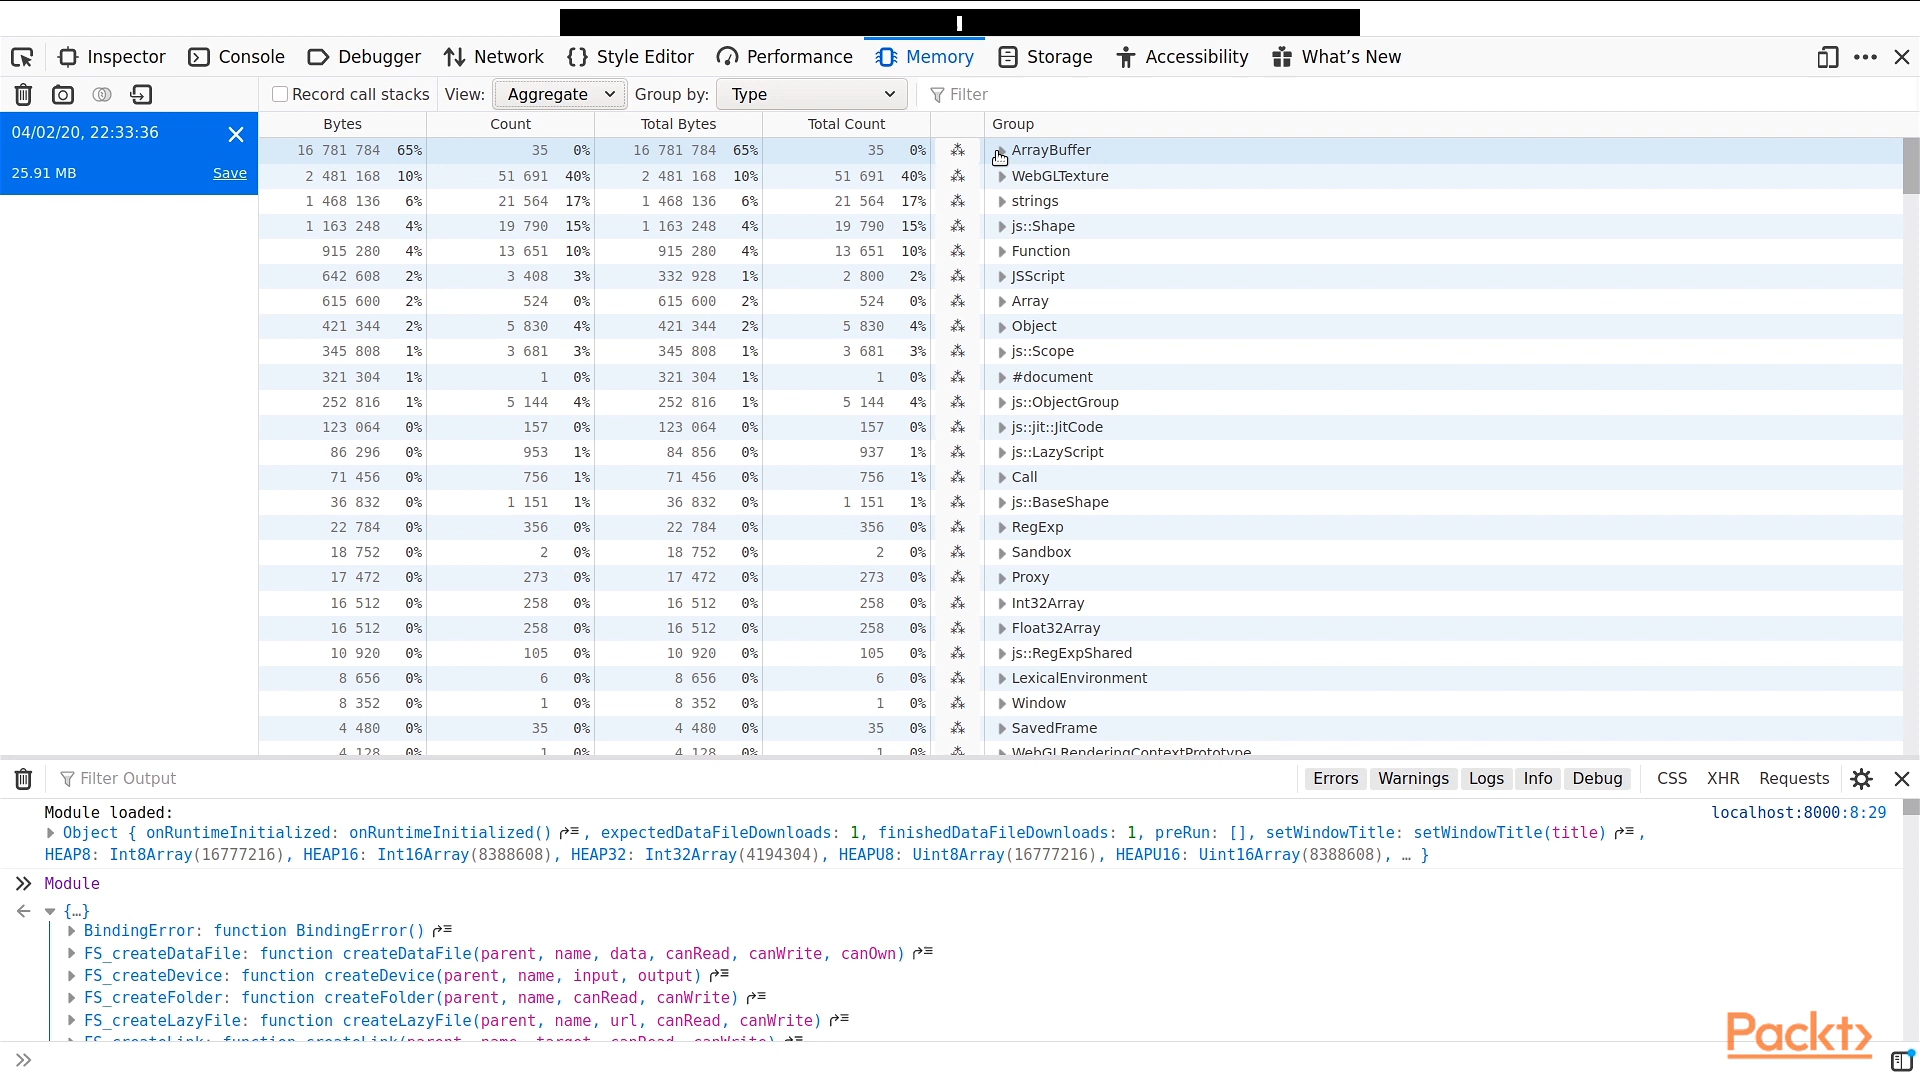 Inspector Console Debugger Network Style Editor Performance Memory Storage Accessibility What’s New
Record call stacks View: Aggregate Group by: Type Filter
04/02/20, 22:33:36
25.91 MB Save
Bytes Count Total Bytes Total Count Group
16 781 784 65% 35 0% 16 781 784 65% 35 0% ArrayBuffer
2 481 168 10% 51 691 40% 2 481 168 10% 51 691 40% WebGLTexture
1 468 136 6% 21 564 17% 1 468 136 6% 21 564 17% strings
1 163 248 4% 19 790 15% 1 163 248 4% 19 790 15% js::Shape
915 280 4% 13 651 10% 915 280 4% 13 651 10% Function
642 608 2% 3 408 3% 332 928 1% 2 800 2% JSScript
615 600 2% 524 0% 615 600 2% 524 0% Array
421 344 2% 5 830 4% 421 344 2% 5 830 4% Object
345 808 1% 3 681 3% 345 808 1% 3 681 3% js::Scope
321 304 1% 1 0% 321 304 1% 1 0% #document
252 816 1% 5 144 4% 252 816 1% 5 144 4% js::ObjectGroup
123 064 0% 157 0% 123 064 0% 157 0% js::jit::JitCode
86 296 0% 953 1% 84 856 0% 937 1% js::LazyScript
71 456 0% 756 1% 71 456 0% 756 1% Call
36 832 0% 1 151 1% 36 832 0% 1 151 1% js::BaseShape
22 784 0% 356 0% 22 784 0% 356 0% RegExp
18 752 0% 2 0% 18 752 0% 2 0% Sandbox
17 472 0% 273 0% 17 472 0% 273 0% Proxy
16 512 0% 258 0% 16 512 0% 258 0% Int32Array
16 512 0% 258 0% 16 512 0% 258 0% Float32Array
10 920 0% 105 0% 10 920 0% 105 0% js::RegExpShared
8 656 0% 6 0% 8 656 0% 6 0% LexicalEnvironment
8 352 0% 1 0% 8 352 0% 1 0% Window
4 480 0% 35 0% 4 480 0% 35 0% SavedFrame
4 128 0% 1 0% 4 128 0% 1 0% WebGLRenderingContextPrototype
Filter Output Errors Warnings Logs Info Debug CSS XHR Requests
Module loaded: localhost:8000:8:29
Object { onRuntimeInitialized: onRuntimeInitialized(), expectedDataFileDownloads: 1, finishedDataFileDownloads: 1, preRun: [], setWindowTitle: setWindowTitle(title),
HEAP8: Int8Array(16777216), HEAP16: Int16Array(8388608), HEAP32: Int32Array(4194304), HEAPU8: Uint8Array(16777216), HEAPU16: Uint16Array(8388608), … }
Module
{…}
BindingError: function BindingError()
FS_createDataFile: function createDataFile(parent, name, data, canRead, canWrite, canOwn)
FS_createDevice: function createDevice(parent, name, input, output)
FS_createFolder: function createFolder(parent, name, canRead, canWrite)
FS_createLazyFile: function createLazyFile(parent, name, url, canRead, canWrite)
FS_createLink: function createLink(parent, name, target, canRead, canWrite)
Packt>